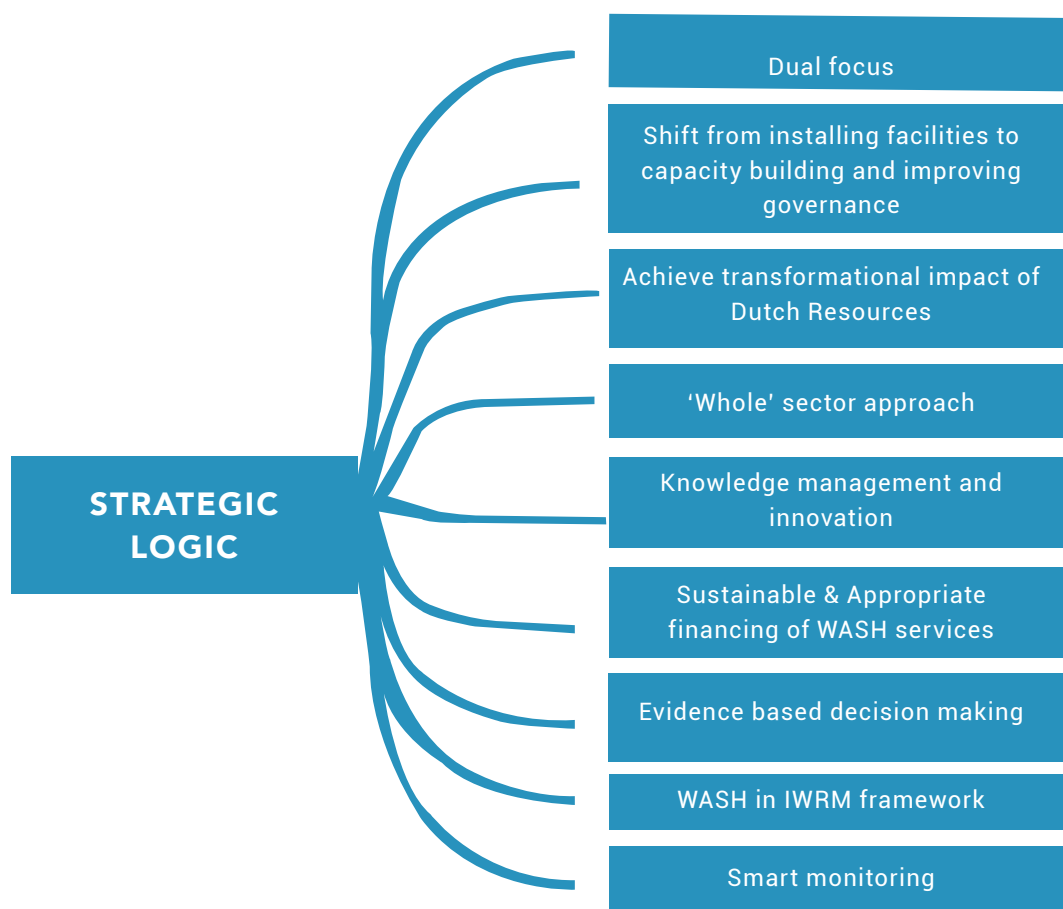 Dual focus
Shift from installing facilities to
capacity building and improving
governance
Achieve transformational impact of
Dutch Resources
‘Whole’ sector approach
STRATEGIC
LOGIC
Knowledge management and
innovation
Sustainable & Appropriate
financing of WASH services
Evidence based decision making
WASH in IWRM framework
Smart monitoring